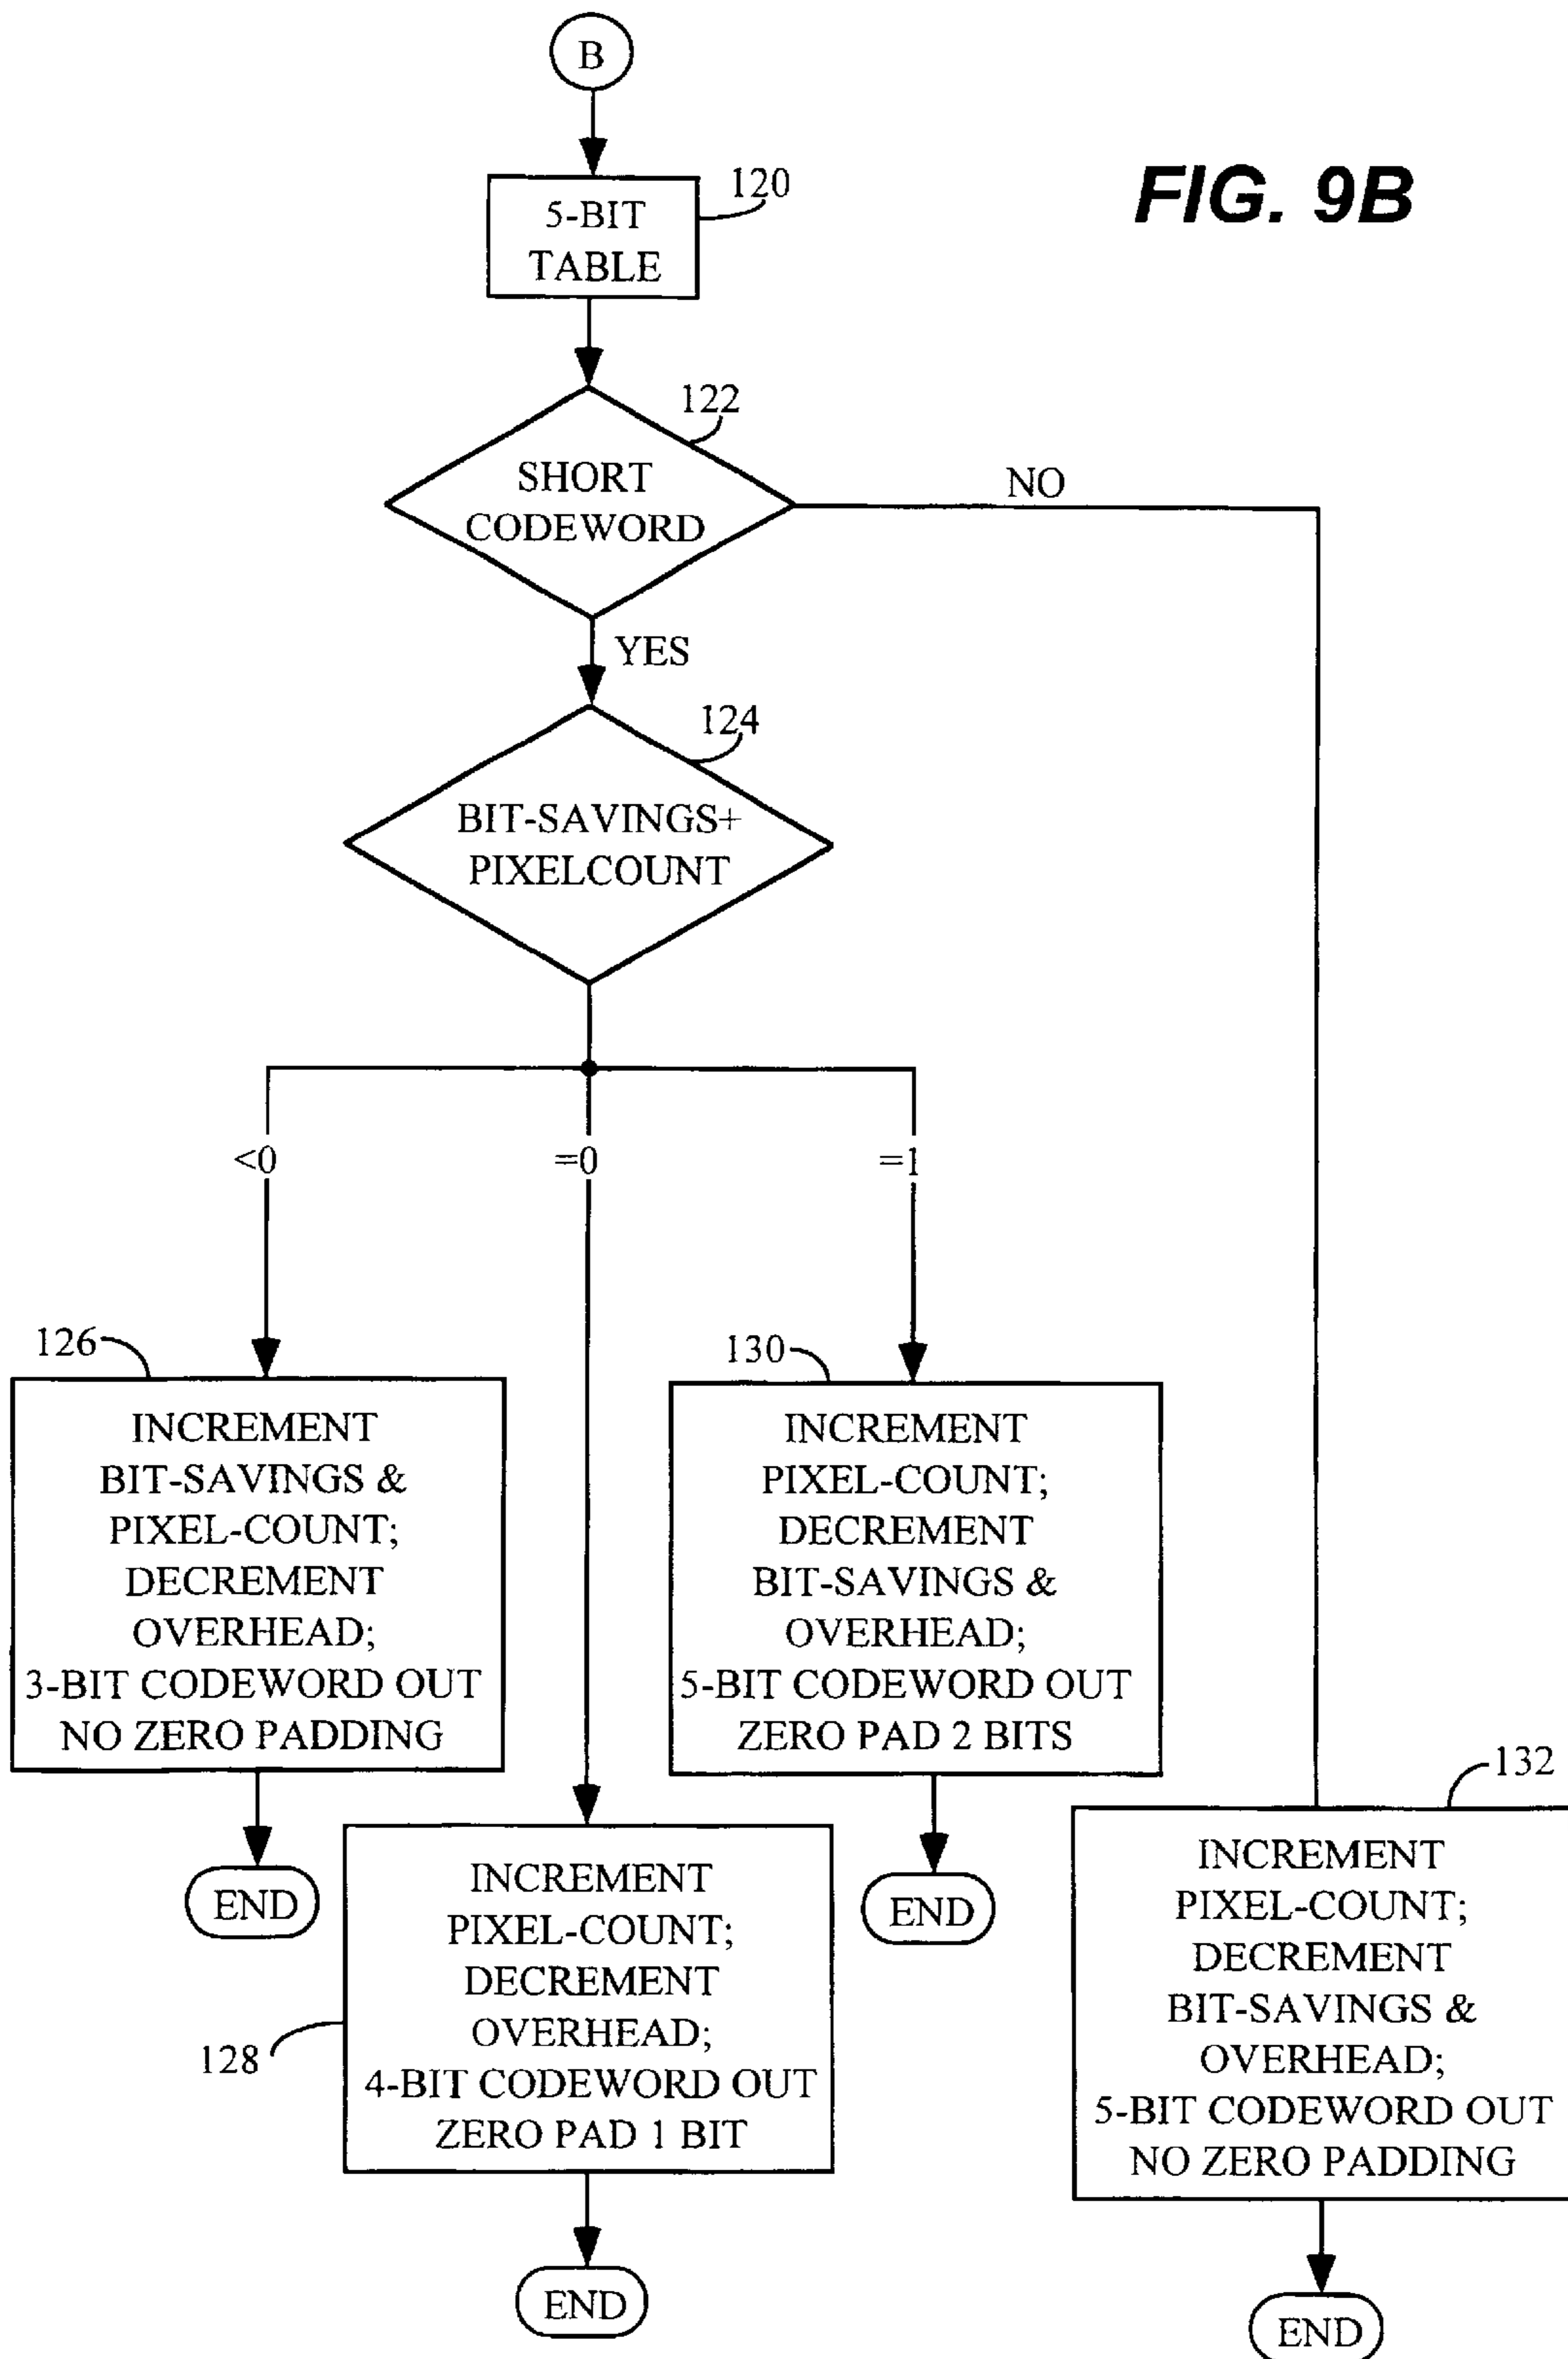 B
FIG. 9B
120
5-BIT
TABLE
122
SHORT
CODEWORD
NO
YES
124
BIT-SAVINGS+
PIXELCOUNT
<0
=0
=1
126
INCREMENT
BIT-SAVINGS &
PIXEL-COUNT;
DECREMENT
OVERHEAD;
3-BIT CODEWORD OUT
NO ZERO PADDING
END
130
INCREMENT
PIXEL-COUNT;
DECREMENT
BIT-SAVINGS &
OVERHEAD;
5-BIT CODEWORD OUT
ZERO PAD 2 BITS
END
128
INCREMENT
PIXEL-COUNT;
DECREMENT
OVERHEAD;
4-BIT CODEWORD OUT
ZERO PAD 1 BIT
END
132
INCREMENT
PIXEL-COUNT;
DECREMENT
BIT-SAVINGS &
OVERHEAD;
5-BIT CODEWORD OUT
NO ZERO PADDING
END